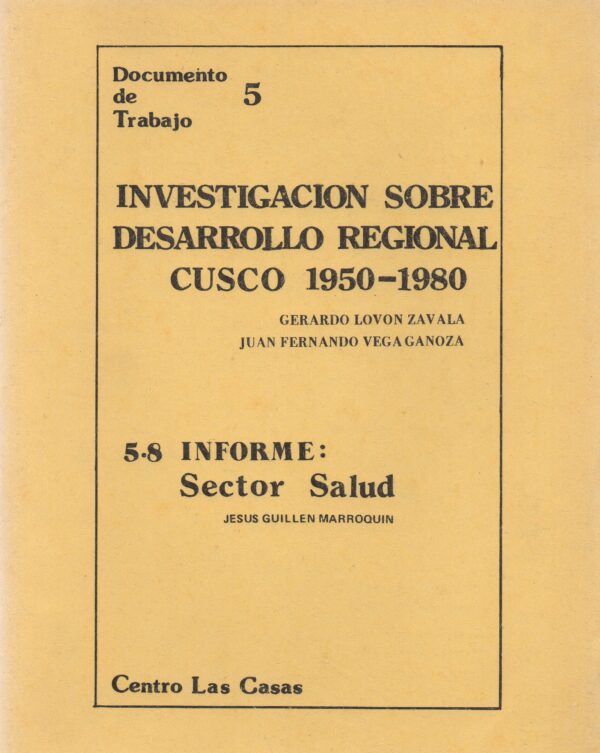 Documento
de 5
Trabajo
INVESTIGACION SOBRE
DESARROLLO REGIONAL
CUSCO 1950-1980
GERARDO LOVON ZAVALA
JUAN FERNANDO VEGA GANOZA
5.8 INFORME:
Sector Salud
JESUS GUILLEN MARROQUIN
Centro Las Casas